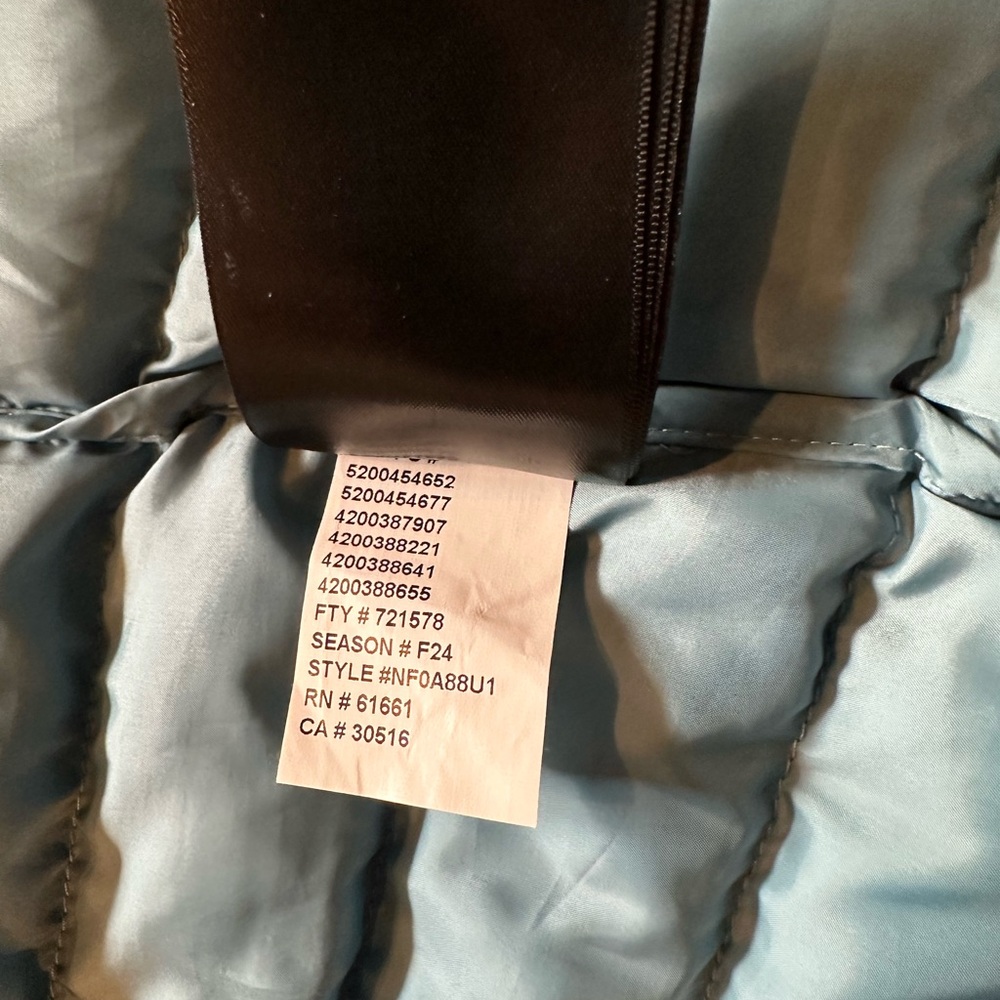 5200454652
5200454677
4200387907
4200388221
4200388641
4200388655
FTY # 721578
SEASON # F24
STYLE #NF0A88U1
RN # 61661
CA # 30516